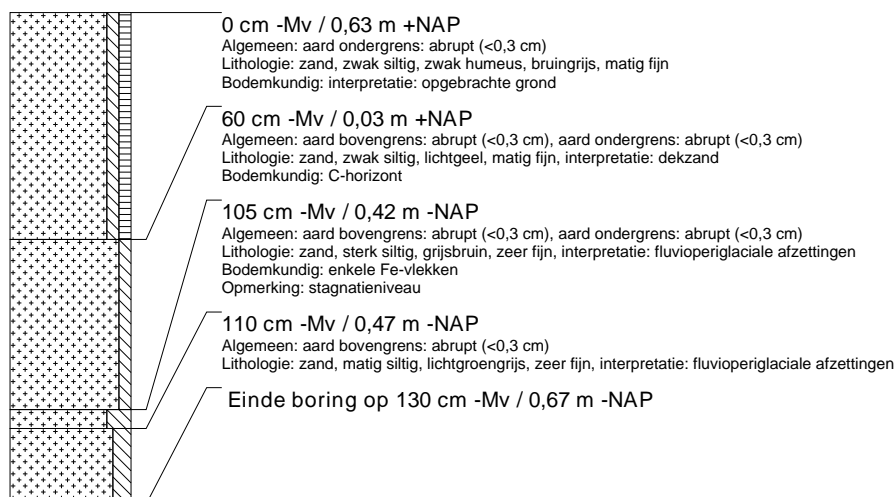 0 cm -Mv / 0,63 m +NAP
Algemeen: aard ondergrens: abrupt (<0,3 cm)
Lithologie: zand, zwak siltig, zwak humeus, bruingrijs, matig fijn
Bodemkundig: interpretatie: opgebrachte grond
60 cm -Mv / 0,03 m +NAP
Algemeen: aard bovengrens: abrupt (<0,3 cm), aard ondergrens: abrupt (<0,3 cm)
Lithologie: zand, zwak siltig, lichtgeel, matig fijn, interpretatie: dekzand
Bodemkundig: C-horizont
105 cm -Mv / 0,42 m -NAP
Algemeen: aard bovengrens: abrupt (<0,3 cm), aard ondergrens: abrupt (<0,3 cm)
Lithologie: zand, sterk siltig, grijsbruin, zeer fijn, interpretatie: fluvioperiglaciale afzettingen
Bodemkundig: enkele Fe-vlekken
Opmerking: stagnatieniveau
110 cm -Mv / 0,47 m -NAP
Algemeen: aard bovengrens: abrupt (<0,3 cm)
Lithologie: zand, matig siltig, lichtgroengrijs, zeer fijn, interpretatie: fluvioperiglaciale afzettingen
Einde boring op 130 cm -Mv / 0,67 m -NAP